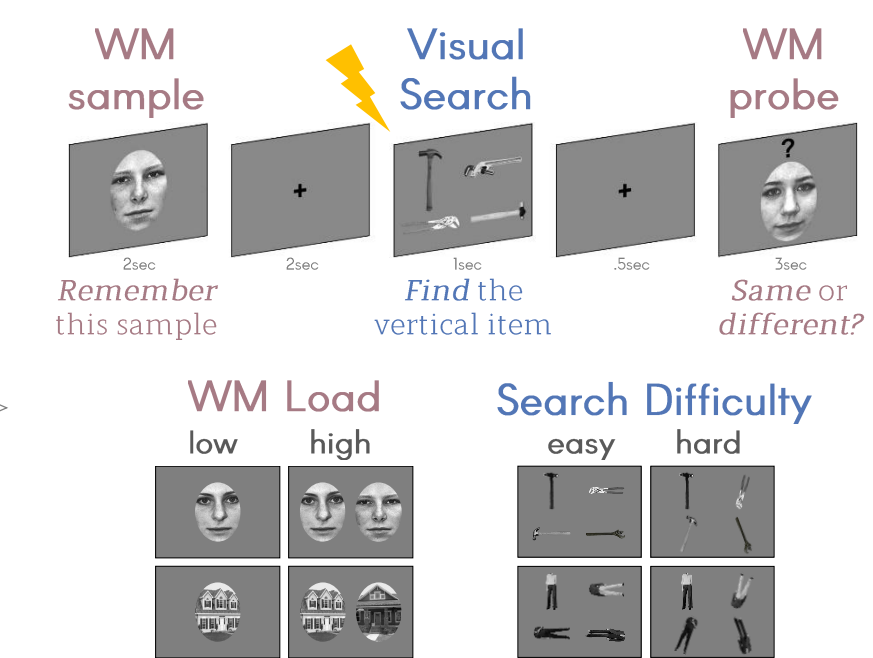 WM
sample
Visual
Search
WM
probe
+
+
?
2sec
2sec
1sec
.5sec
3sec
Remember
this sample
Find the
vertical item
Same or
different?
>
WM Load
low
high
Search Difficulty
easy
hard